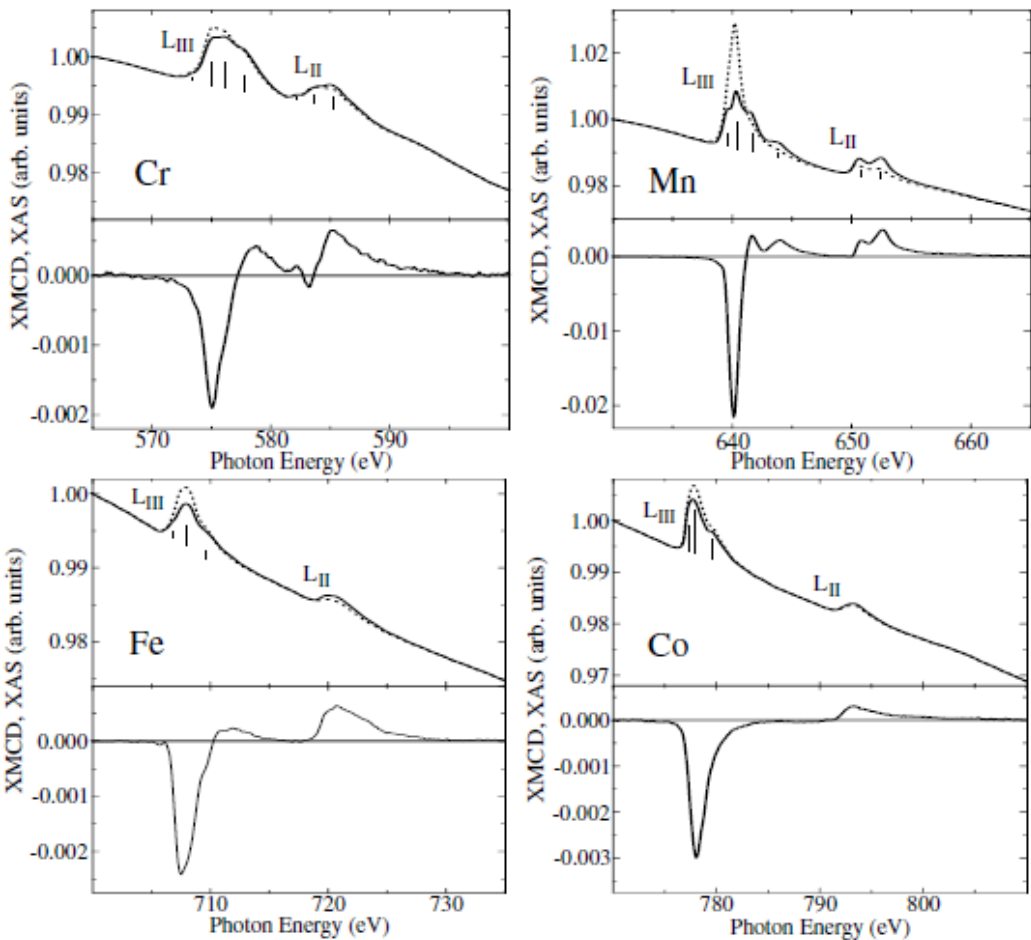 XMCD, XAS (arb. units)
1.00
0.99
0.98
L_III
L_II
Cr
0.000
-0.001
-0.002
570
580
590
Photon Energy (eV)
XMCD, XAS (arb. units)
1.02
1.00
0.98
L_III
L_II
Mn
0.00
-0.01
-0.02
640
650
660
Photon Energy (eV)
XMCD, XAS (arb. units)
1.00
0.99
0.98
L_III
L_II
Fe
0.000
-0.001
-0.002
710
720
730
Photon Energy (eV)
XMCD, XAS (arb. units)
1.00
0.99
0.98
0.97
L_III
L_II
Co
0.000
-0.001
-0.002
-0.003
780
790
800
Photon Energy (eV)